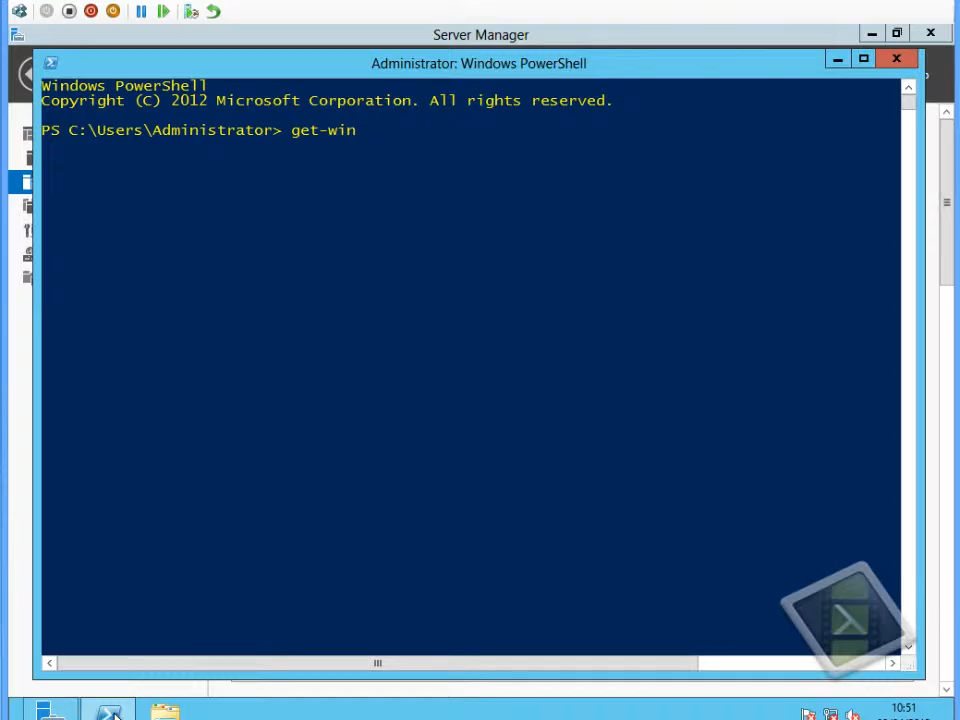 Server Manager
Administrator: Windows PowerShell
Windows PowerShell
Copyright (C) 2012 Microsoft Corporation. All rights reserved.
PS C:\Users\Administrator> get-win
10:51